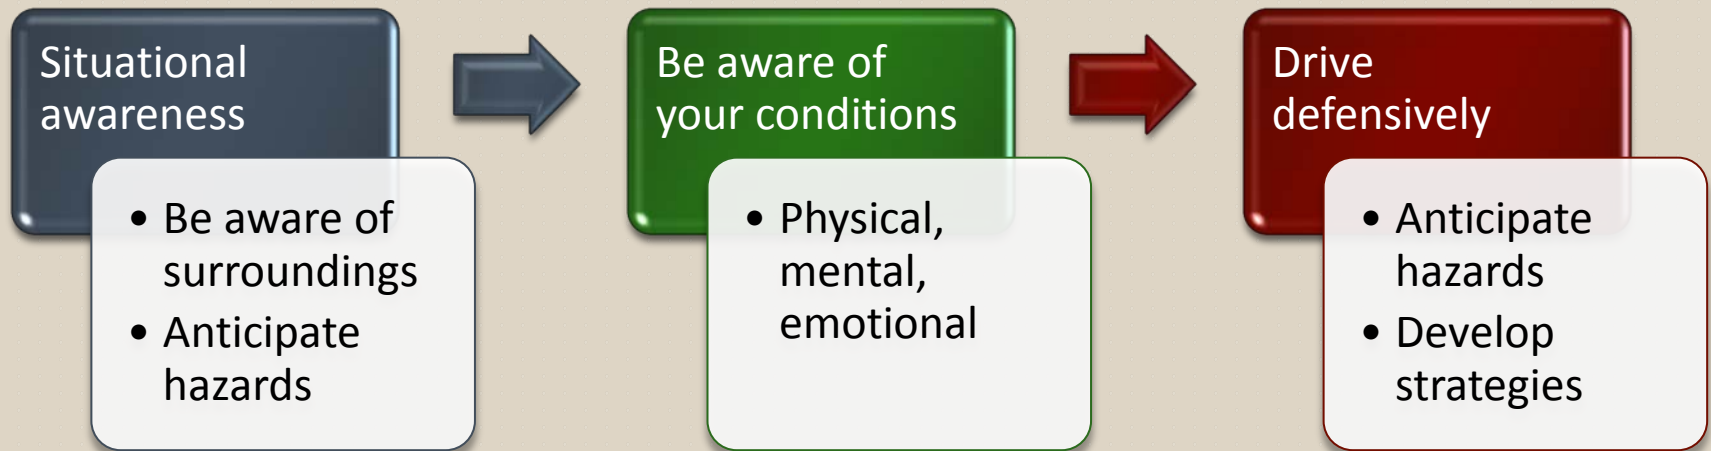 Situational
awareness
• Be aware of
surroundings
• Anticipate
hazards
Be aware of
your conditions
• Physical,
mental,
emotional
Drive
defensively
• Anticipate
hazards
• Develop
strategies